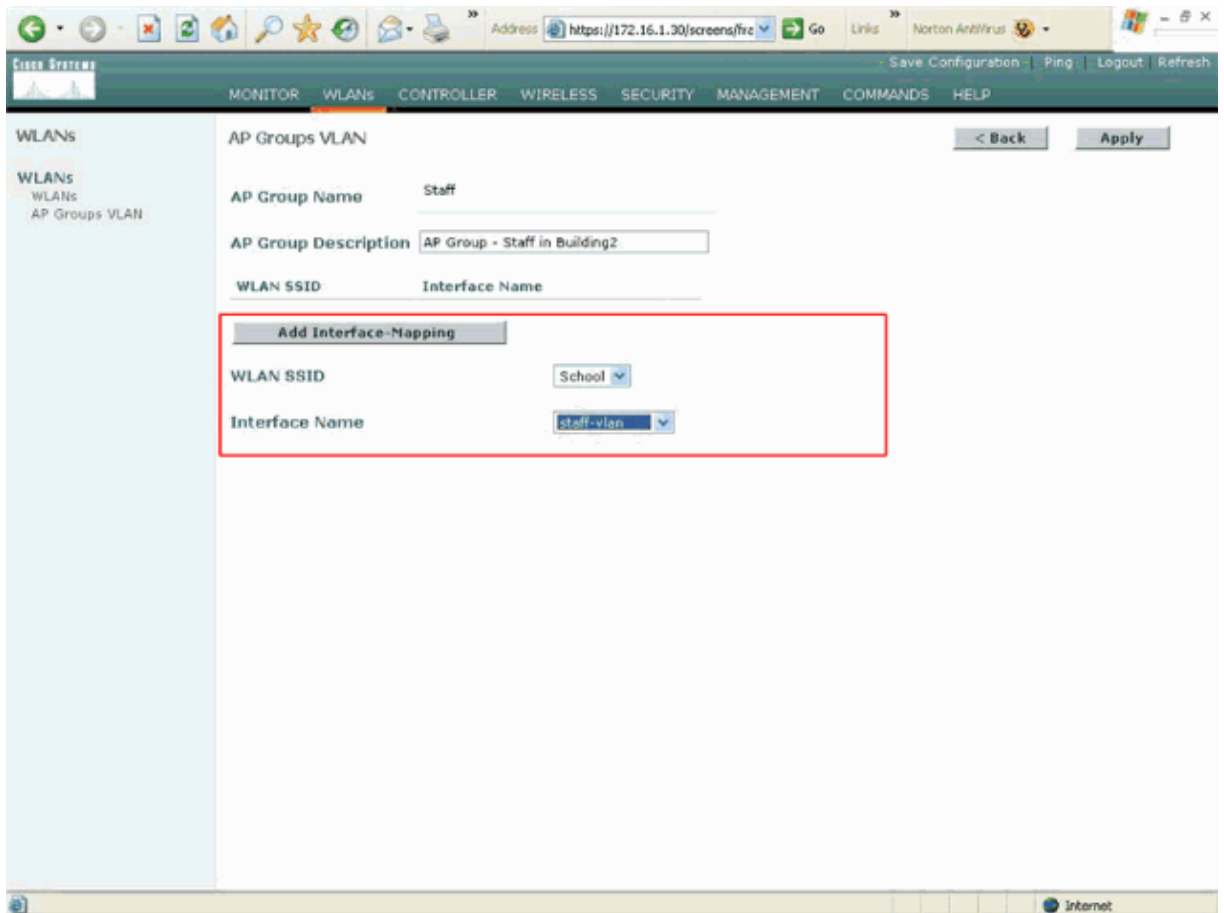 » »
Address https://172.16.1.30/screens/fra Go Links Norton AntiVirus
CISCO SYSTEMS
Save Configuration | Ping | Logout | Refresh
MONITOR WLANs CONTROLLER WIRELESS SECURITY MANAGEMENT COMMANDS HELP
WLANs
WLANs
WLANs
AP Groups VLAN
AP Groups VLAN
< Back Apply
AP Group Name Staff
AP Group Description AP Group - Staff in Building2
WLAN SSID Interface Name
Add Interface-Mapping
WLAN SSID School
Interface Name staff-vlan
Internet